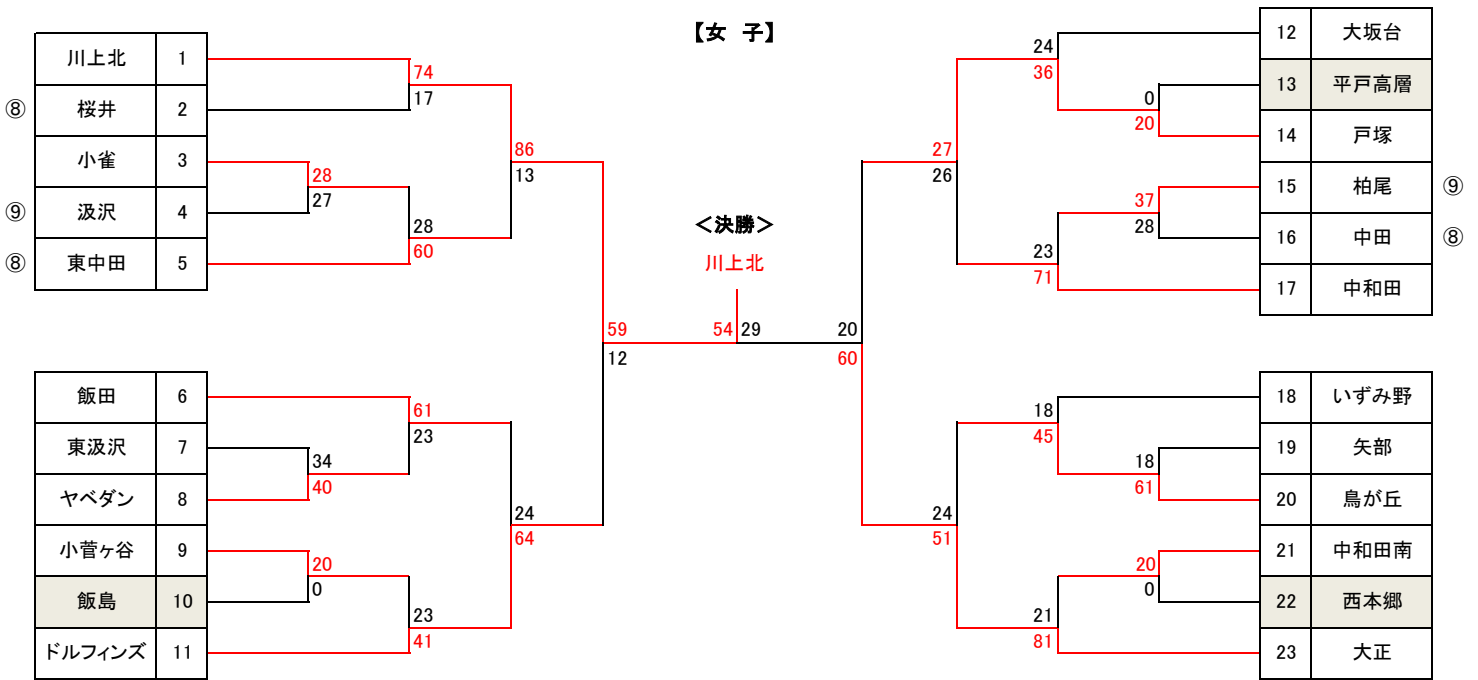 【女 子】
川上北 1
⑧ 桜井 2
小雀 3
⑨ 汲沢 4
⑧ 東中田 5
74
17
28
27
28
60
86
13
飯田 6
東汲沢 7
ヤベダン 8
小菅ヶ谷 9
飯島 10
ドルフィンズ 11
61
23
34
40
20
0
23
41
24
64
59
12
＜決勝＞
川上北
54 29
20
60
12 大坂台
13 平戸高層
14 戸塚
15 柏尾 ⑨
16 中田 ⑧
17 中和田
24
36
0
20
27
26
37
28
23
71
18 いずみ野
19 矢部
20 鳥が丘
21 中和田南
22 西本郷
23 大正
18
45
18
61
24
51
20
0
21
81